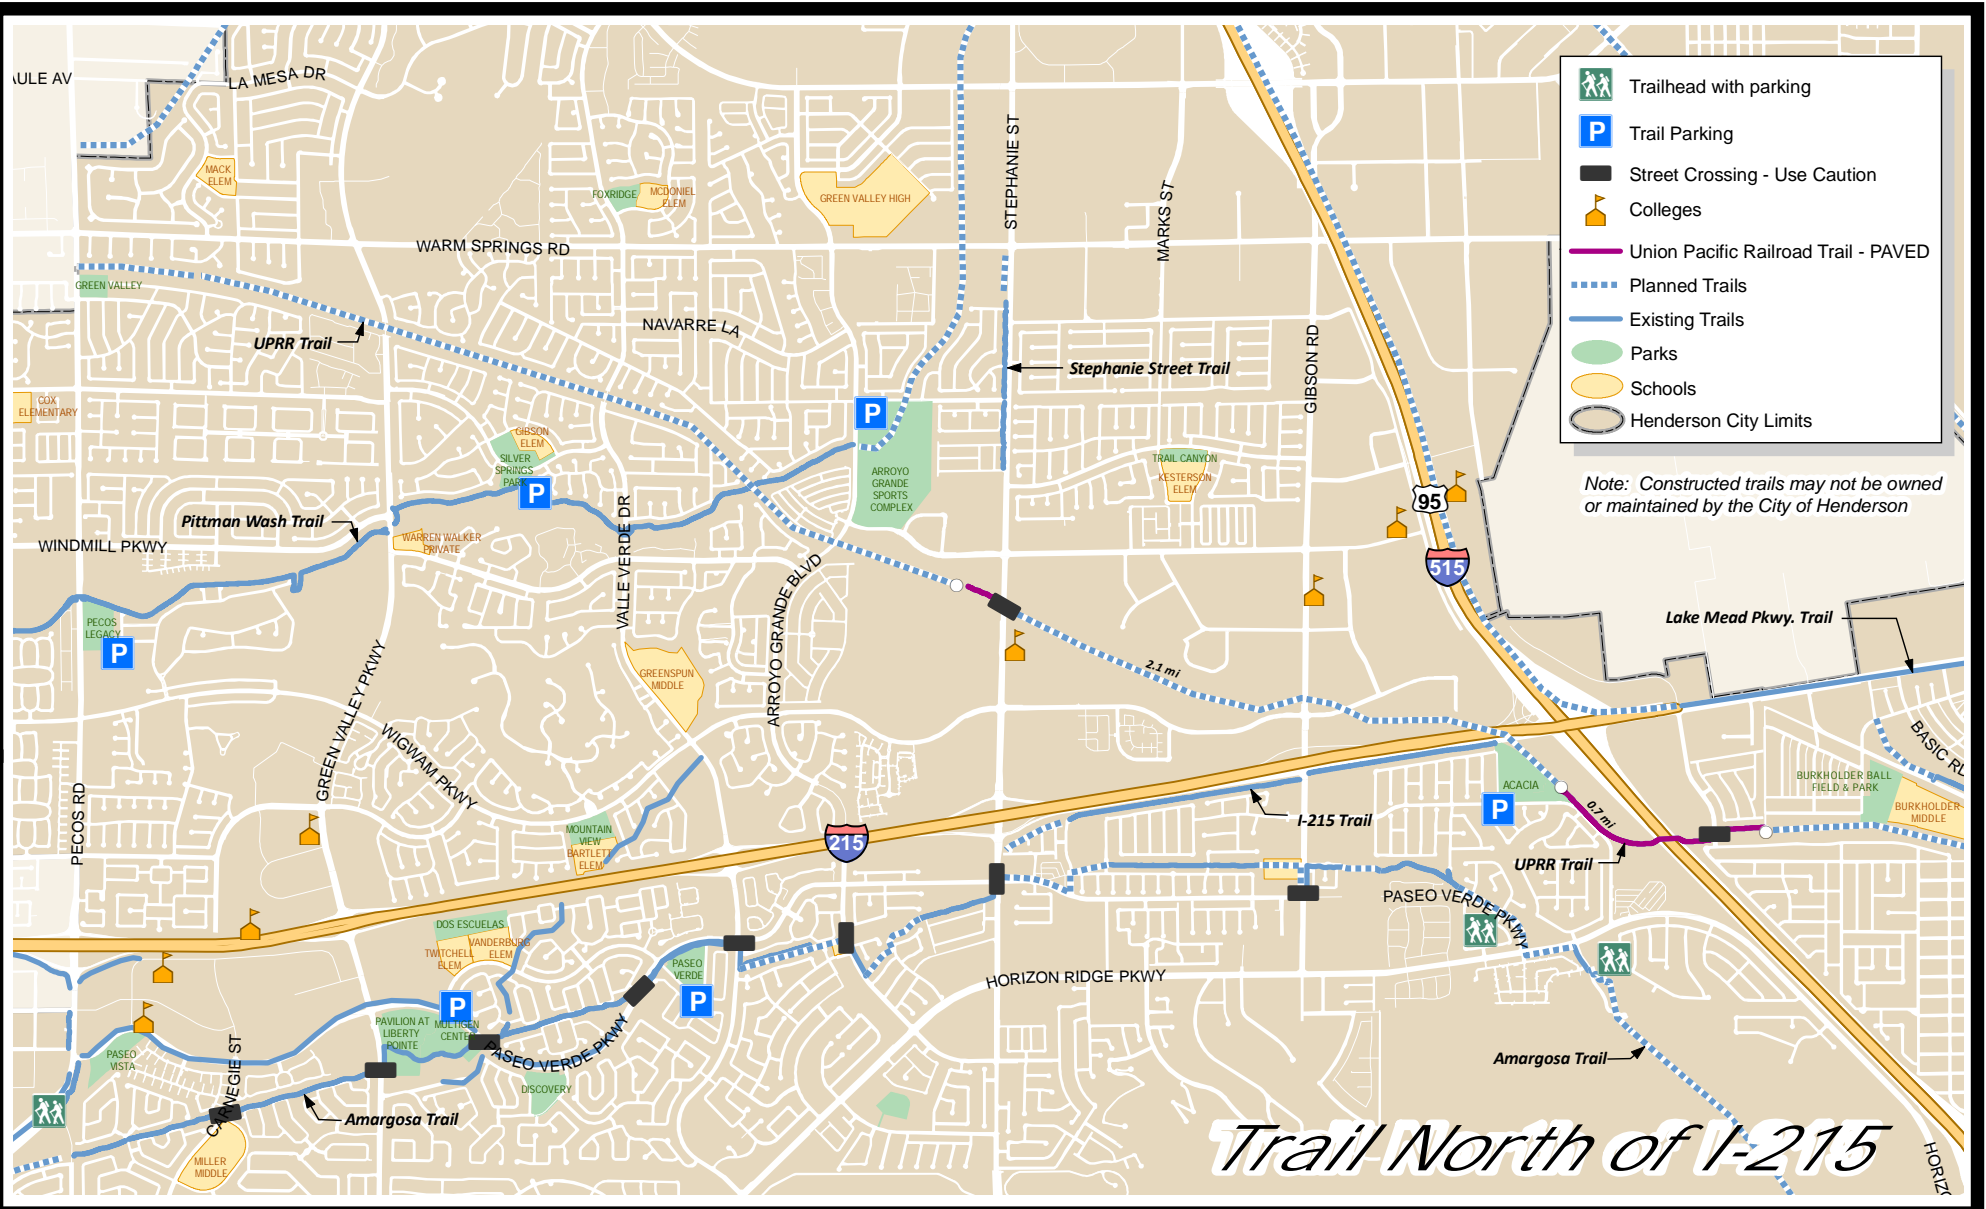 AULE AV
LA MESA DR
MACK
ELEM
FOXRIDGE
MCDONIEL
ELEM
GREEN VALLEY HIGH
STEPHANIE ST
MARKS ST
WARM SPRINGS RD
GREEN VALLEY
UPRR Trail
NAVARRE LA
Stephanie Street Trail
GIBSON RD
COX
ELEMENTARY
GIBSON
ELEM
SILVER
SPRINGS
PARK
P
P
ARROYO
GRANDE
SPORTS
COMPLEX
TRAIL CANYON
KESTERSON
ELEM
95
515
Pittman Wash Trail
WINDMILL PKWY
WARREN WALKER
PRIVATE
VALLE VERDE DR
ARROYO GRANDE BLVD
PECOS
LEGACY
P
GREENSPUN
MIDDLE
2.1 mi
Lake Mead Pkwy. Trail
GREEN VALLEY PKWY
WIGWAM PKWY
PECOS RD
MOUNTAIN
VIEW
BARTLETT
ELEM
215
I-215 Trail
ACACIA
P
0.7 mi
UPRR Trail
BASIC RD
BURKHOLDER BALL
FIELD & PARK
BURKHOLDER
MIDDLE
DOS ESCUELAS
TWITCHELL
ELEM
VANDERBURG
ELEM
PASEO
VERDE
P
PASEO VERDE PKWY
HORIZON RIDGE PKWY
P
PAVILION AT
LIBERTY
POINTE
MULTIGEN
CENTER
PASEO VERDE PKWY
DISCOVERY
PASEO
VISTA
CARNEGIE ST
Amargosa Trail
MILLER
MIDDLE
Amargosa Trail
HORIZO
Trail North of I-215
Trailhead with parking
P
Trail Parking
Street Crossing - Use Caution
Colleges
Union Pacific Railroad Trail - PAVED
Planned Trails
Existing Trails
Parks
Schools
Henderson City Limits
Note: Constructed trails may not be owned
or maintained by the City of Henderson